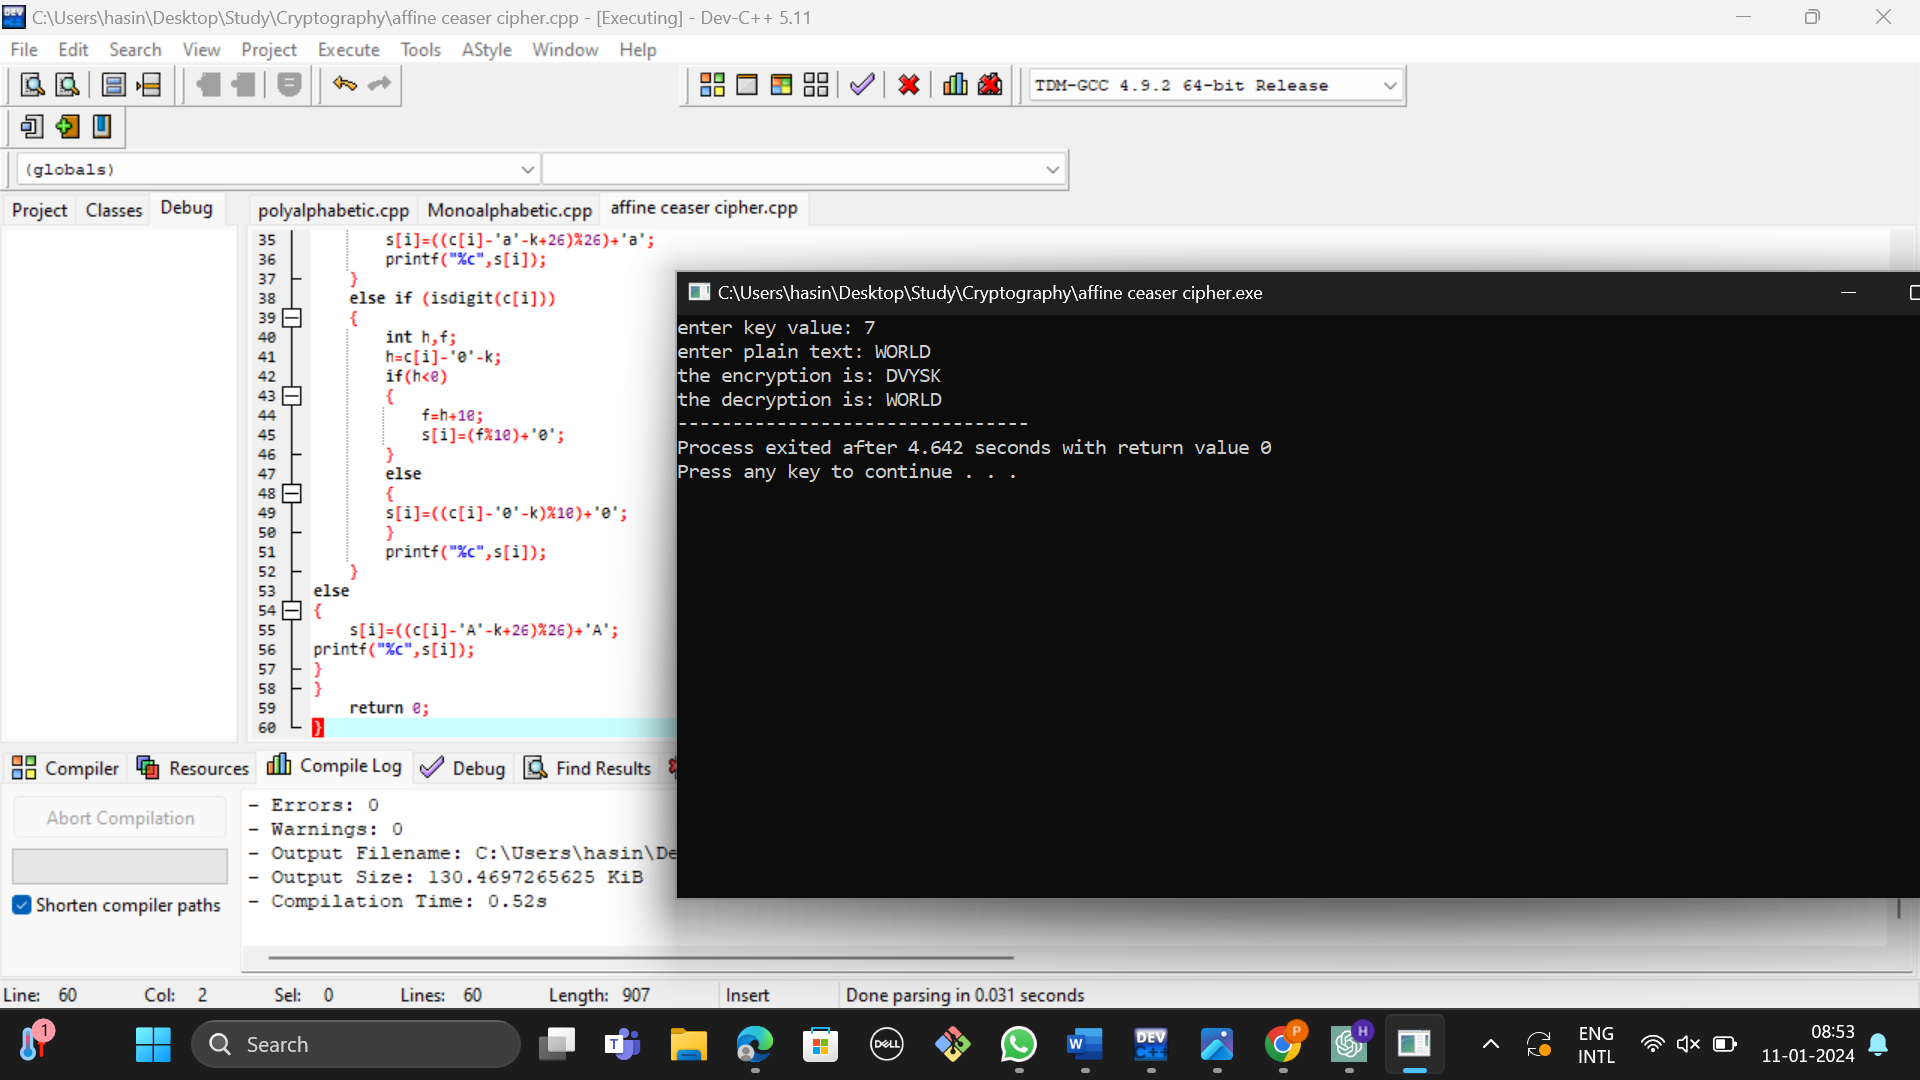 C:\Users\hasin\Desktop\Study\Cryptography\affine ceaser cipher.cpp - [Executing] - Dev-C++ 5.11
File Edit Search View Project Execute Tools AStyle Window Help
TDM-GCC 4.9.2 64-bit Release
(globals)
Project Classes Debug
polyalphabetic.cpp Monoalphabetic.cpp affine ceaser cipher.cpp
35 s[i]=((c[i]-'a'-k+26)%26)+'a';
36 printf("%c",s[i]);
37 }
38 else if (isdigit(c[i]))
39 {
40 int h,f;
41 h=c[i]-'0'-k;
42 if(h<0)
43 {
44 f=h+10;
45 s[i]=(f%10)+'0';
46 }
47 else
48 {
49 s[i]=((c[i]-'0'-k)%10)+'0';
50 }
51 printf("%c",s[i]);
52 }
53 else
54 {
55 s[i]=((c[i]-'A'-k+26)%26)+'A';
56 printf("%c",s[i]);
57 }
58 }
59 return 0;
60 }
C:\Users\hasin\Desktop\Study\Cryptography\affine ceaser cipher.exe
enter key value: 7
enter plain text: WORLD
the encryption is: DVYSK
the decryption is: WORLD
--------------------------------
Process exited after 4.642 seconds with return value 0
Press any key to continue . . .
Compiler Resources Compile Log Debug Find Results
Abort Compilation
Shorten compiler paths
- Errors: 0
- Warnings: 0
- Output Filename: C:\Users\hasin\De
- Output Size: 130.4697265625 KiB
- Compilation Time: 0.52s
Line: 60 Col: 2 Sel: 0 Lines: 60 Length: 907 Insert Done parsing in 0.031 seconds
1
Search
T
DELL
W
DEV
C++
P
H
ENG
INTL
08:53
11-01-2024